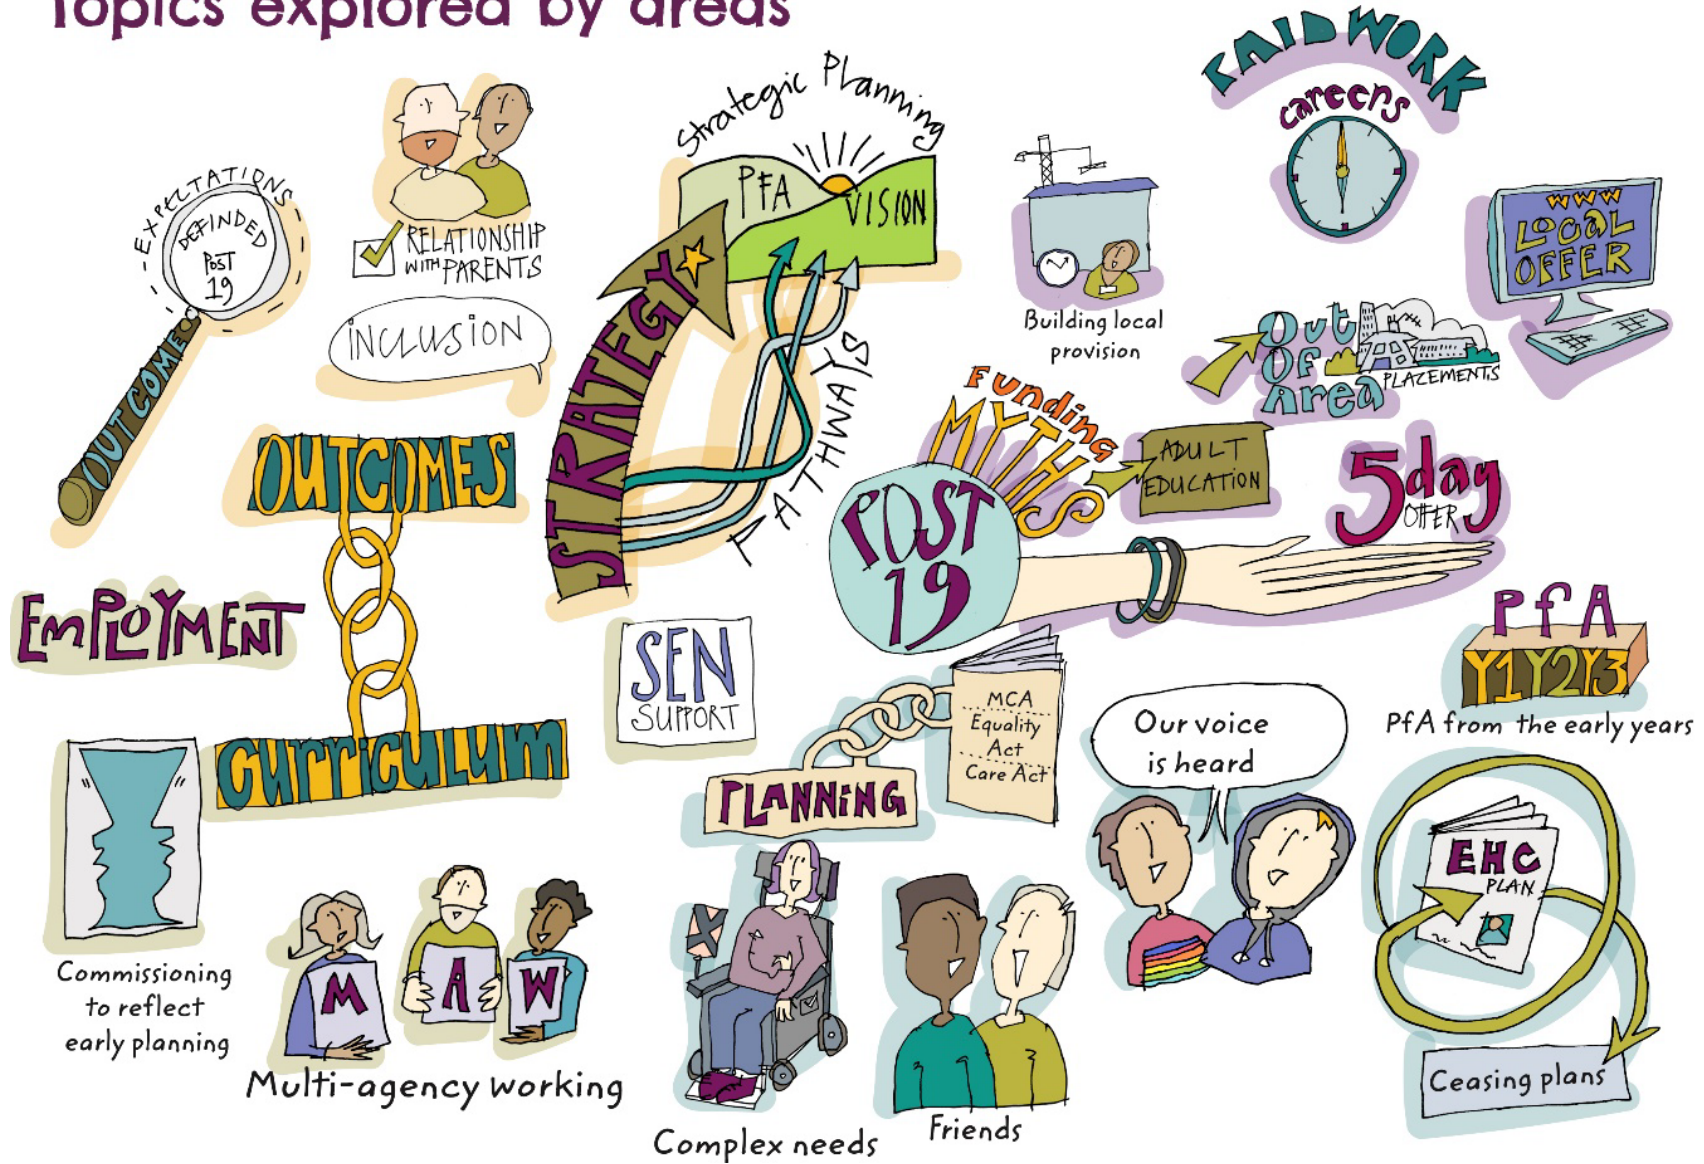 Topics explored by areas
PAID WORK
careers
Strategic Planning
PFA
VISION
STRATEGY
PATHWAYS
EXPECTATIONS
DEFINDED
POST
19
OUTCOME
RELATIONSHIP
WITH PARENTS
INCLUSION
Building local
provision
www
LOCAL
OFFER
Out
OF
Area
PLACEMENTS
Funding
MYTHS
ADULT
EDUCATION
5 day
OFFER
POST
19
OUTCOMES
CURRICULUM
EMPLOYMENT
SEN
SUPPORT
PLANNING
MCA
Equality
Act
Care Act
Our voice
is heard
PfA
Y1 Y2 Y3
PfA from the early years
EHC
PLAN
Ceasing plans
Commissioning
to reflect
early planning
M A W
Multi-agency working
Complex needs
Friends